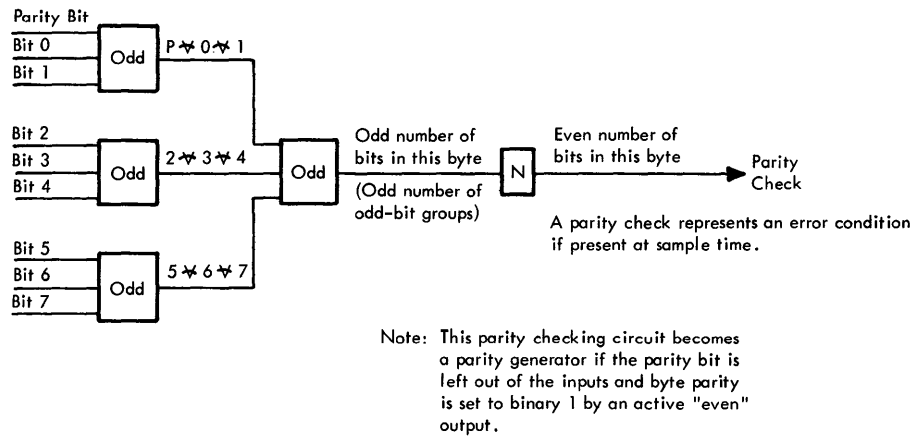 Parity Bit
Bit 0
Bit 1
Odd
P ⩝ 0 ⩝ 1
Bit 2
Bit 3
Bit 4
Odd
2 ⩝ 3 ⩝ 4
Bit 5
Bit 6
Bit 7
Odd
5 ⩝ 6 ⩝ 7
Odd
Odd number of
bits in this byte
(Odd number of
odd-bit groups)
N
Even number of
bits in this byte
Parity
Check
A parity check represents an error condition
if present at sample time.
Note: This parity checking circuit becomes
a parity generator if the parity bit is
left out of the inputs and byte parity
is set to binary 1 by an active "even"
output.